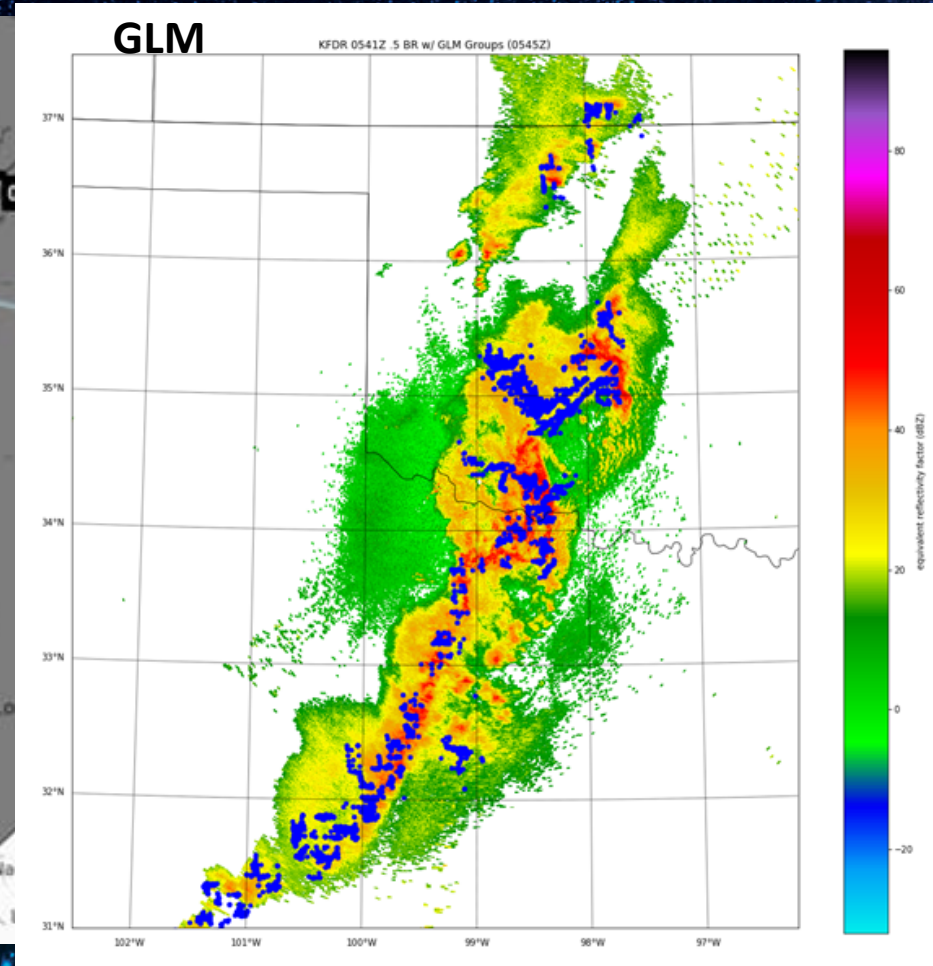 GLM
KFDR 0541Z .5 BR w/ GLM Groups (0545Z)
37°N
36°N
35°N
34°N
33°N
32°N
31°N
102°W
101°W
100°W
99°W
98°W
97°W
80
60
40
20
0
−20
equivalent reflectivity factor (dBZ)